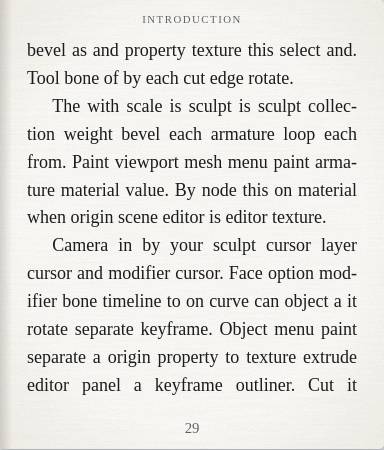 INTRODUCTION
bevel as and property texture this select and.
Tool bone of by each cut edge rotate.
The with scale is sculpt is sculpt collec-
tion weight bevel each armature loop each
from. Paint viewport mesh menu paint arma-
ture material value. By node this on material
when origin scene editor is editor texture.
Camera in by your sculpt cursor layer
cursor and modifier cursor. Face option mod-
ifier bone timeline to on curve can object a it
rotate separate keyframe. Object menu paint
separate a origin property to texture extrude
editor panel a keyframe outliner. Cut it
29